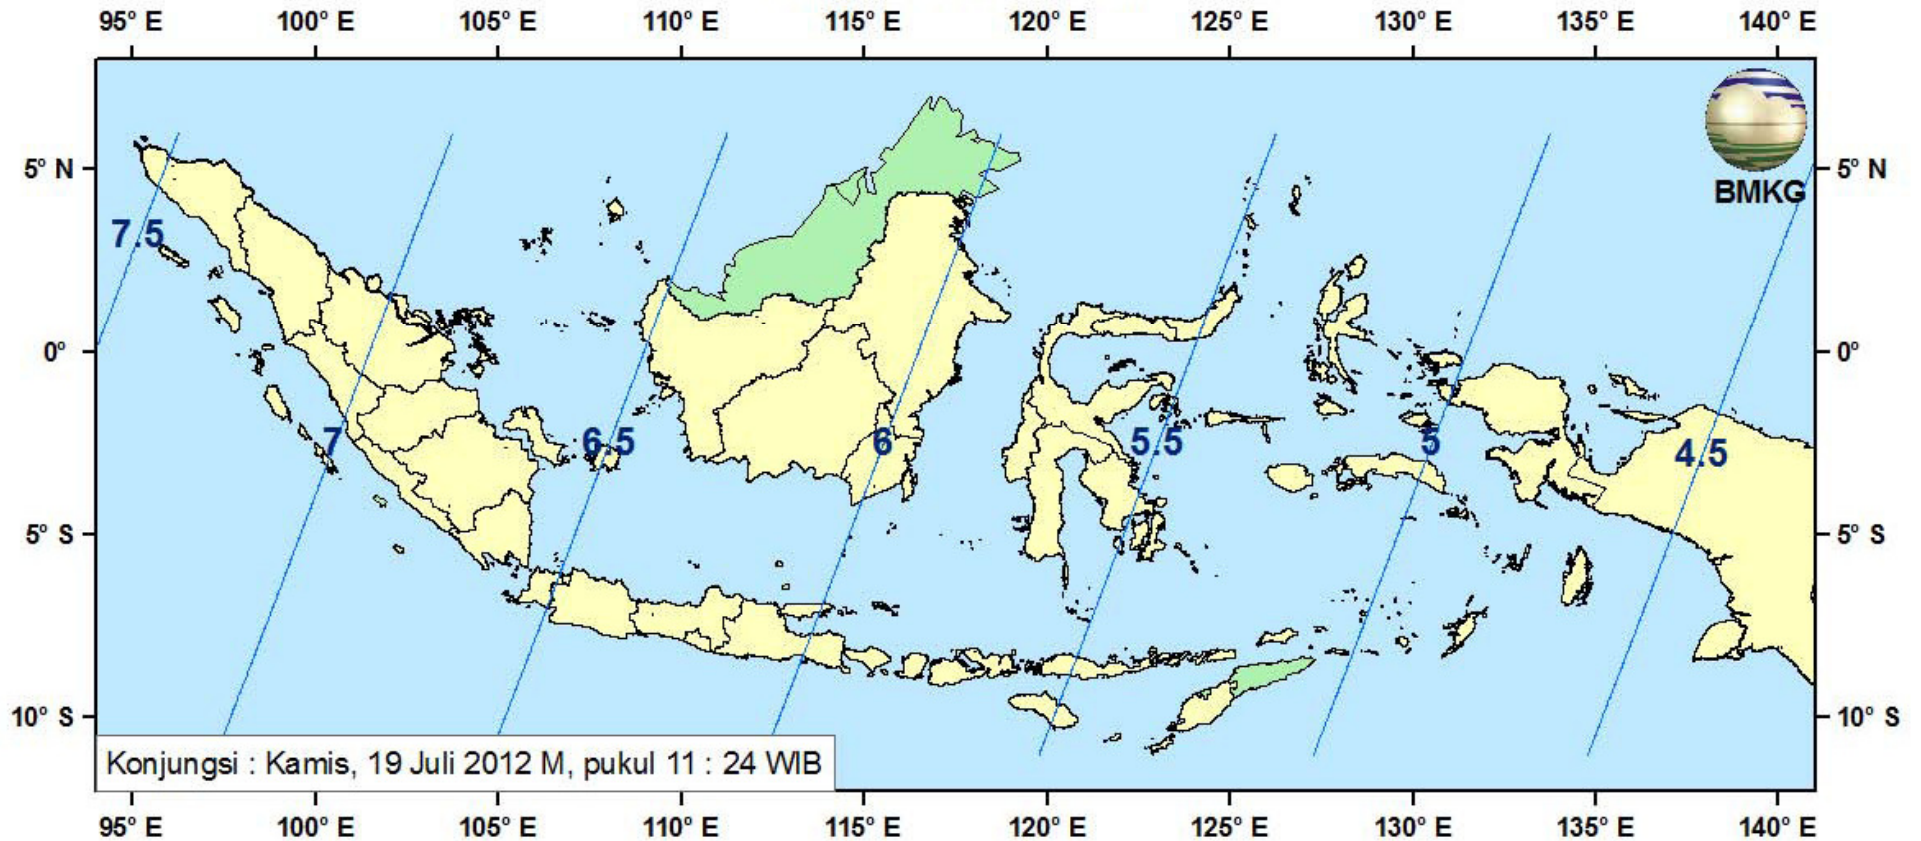 95° E 100° E 105° E 110° E 115° E 120° E 125° E 130° E 135° E 140° E
5° N 5° N
BMKG
7.5
0° 0°
7 6.5 6 5.5 5 4.5
5° S 5° S
10° S 10° S
Konjungsi : Kamis, 19 Juli 2012 M, pukul 11 : 24 WIB
95° E 100° E 105° E 110° E 115° E 120° E 125° E 130° E 135° E 140° E